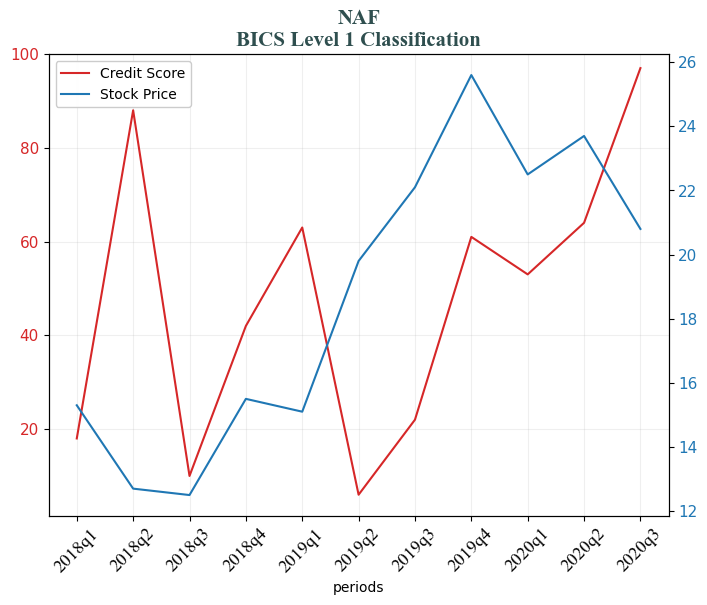 NAF
BICS Level 1 Classification
Credit Score
Stock Price
100
80
60
40
20
26
24
22
20
18
16
14
12
2018q1
2018q2
2018q3
2018q4
2019q1
2019q2
2019q3
2019q4
2020q1
2020q2
2020q3
periods